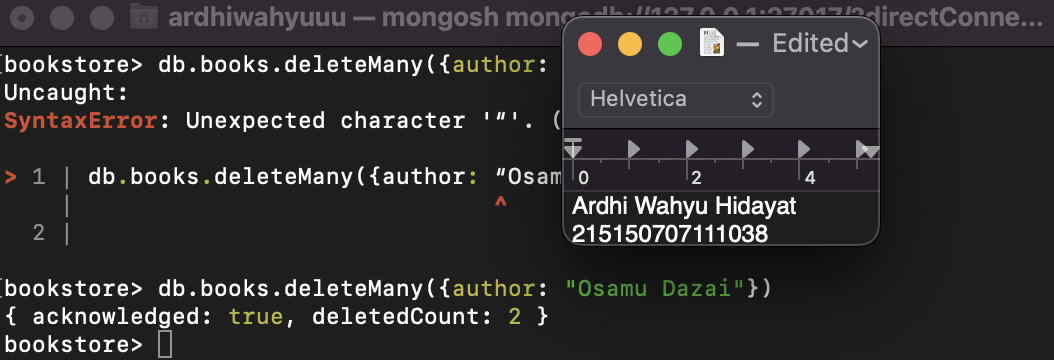 ardhiwahyuuu — mongosh mongodb://127.0.0.1:27017/?directConne...
— Edited
Helvetica
0 2 4
Ardhi Wahyu Hidayat
215150707111038
[bookstore> db.books.deleteMany({author:
Uncaught:
SyntaxError: Unexpected character '“'. (
> 1 | db.books.deleteMany({author: “Osam
| ^
2 |
[bookstore> db.books.deleteMany({author: "Osamu Dazai"})
{ acknowledged: true, deletedCount: 2 }
bookstore>